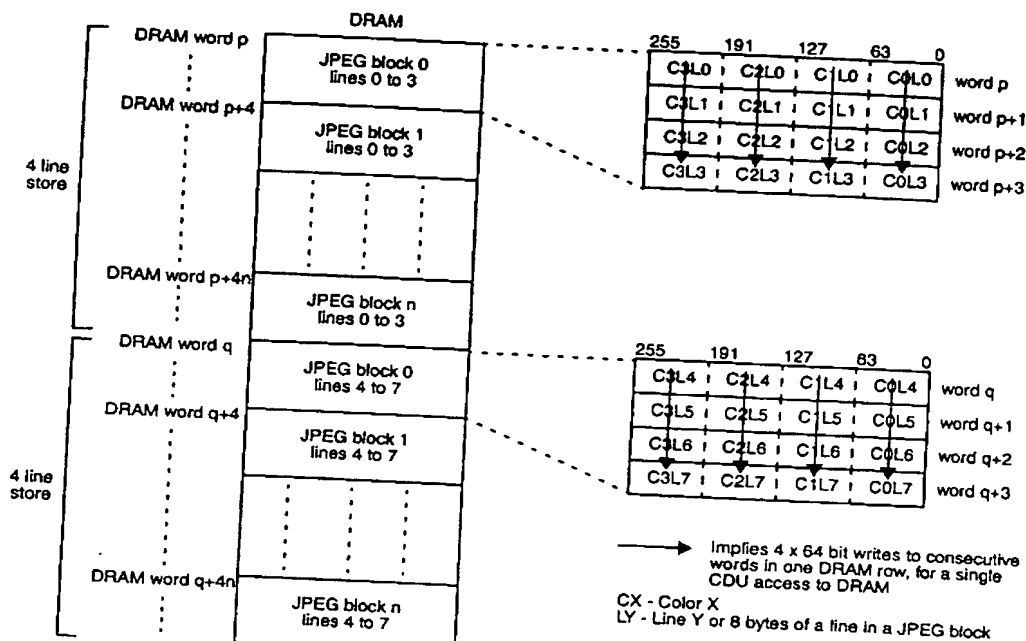 DRAM
DRAM word p
JPEG block 0
lines 0 to 3
DRAM word p+4
JPEG block 1
lines 0 to 3
4 line
store
DRAM word p+4n
JPEG block n
lines 0 to 3
255 191 127 63 0
C3L0 C2L0 C1L0 C0L0 word p
C3L1 C2L1 C1L1 C0L1 word p+1
C3L2 C2L2 C1L2 C0L2 word p+2
C3L3 C2L3 C1L3 C0L3 word p+3
DRAM word q
JPEG block 0
lines 4 to 7
DRAM word q+4
JPEG block 1
lines 4 to 7
4 line
store
DRAM word q+4n
JPEG block n
lines 4 to 7
255 191 127 83 0
C3L4 C2L4 C1L4 C0L4 word q
C3L5 C2L5 C1L5 C0L5 word q+1
C3L6 C2L6 C1L6 C0L6 word q+2
C3L7 C2L7 C1L7 C0L7 word q+3
Implies 4 x 64 bit writes to consecutive
words in one DRAM row, for a single
CDU access to DRAM
CX - Color X
LY - Line Y or 8 bytes of a line in a JPEG block